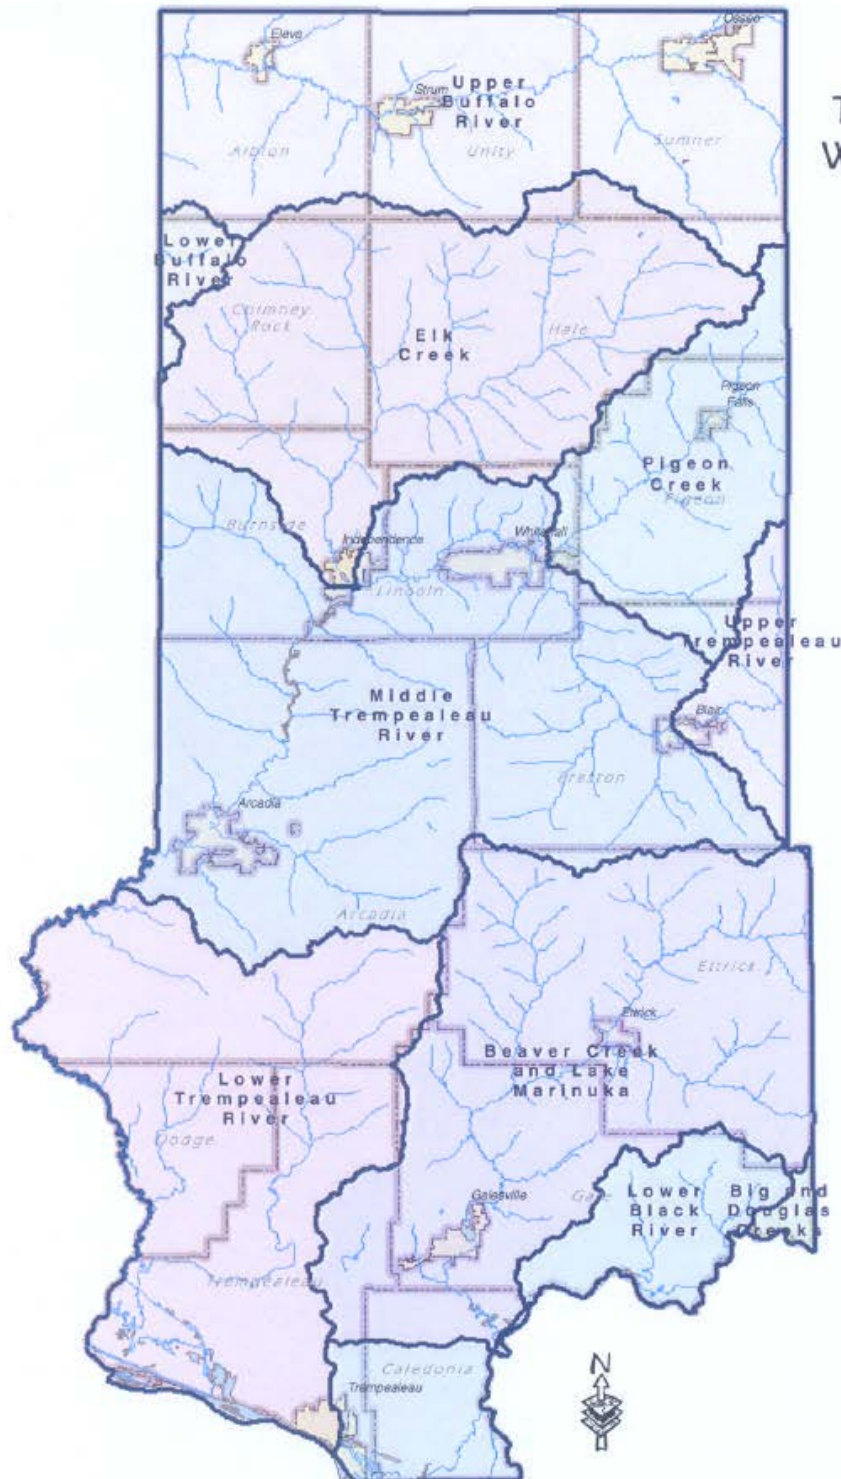 Eleva
Osseo
Strum
Upper
Buffalo
River
T
W
Albion
Unity
Sumner
Lower
Buffalo
River
Chimney
Rock
Elk
Creek
Hale
Pigeon
Falls
Pigeon
Creek
Pigeon
Burnside
Independence
Whitehall
Lincoln
Upper
Trempealeau
River
Middle
Trempealeau
River
Blair
Preston
Arcadia
Arcadia
Ettrick
Ettrick
Beaver Creek
and Lake
Marinuka
Lower
Trempealeau
River
Dodge
Galesville
Gale
Lower
Black
River
Big and
Douglas
Creeks
Trempealeau
Caledonia
Trempealeau
N